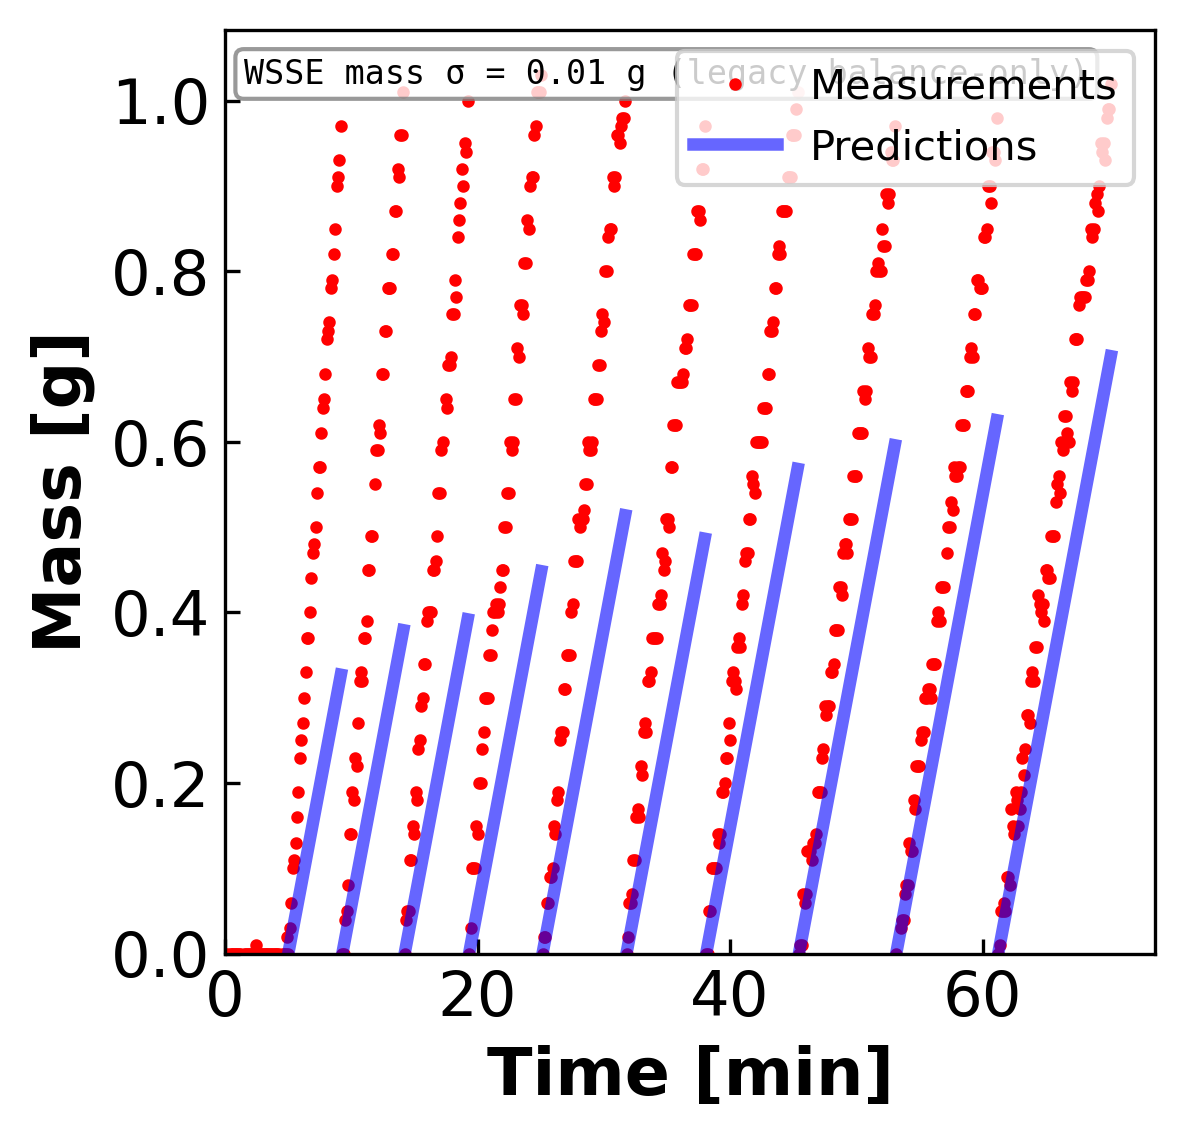 WSSE mass σ = 0.01 g (legacy balance-only)
Measurements
Predictions
Mass [g]
1.0
0.8
0.6
0.4
0.2
0.0
0 20 40 60
Time [min]